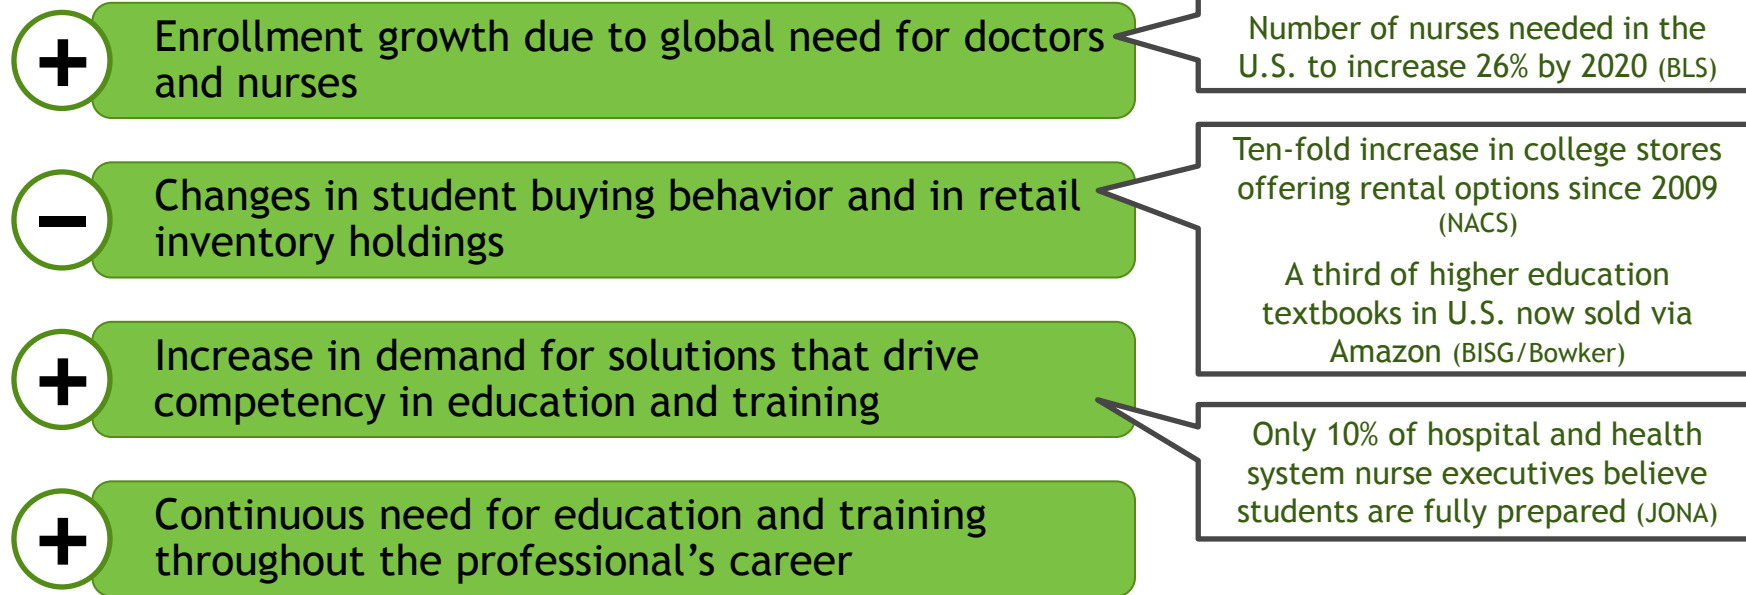 +
Enrollment growth due to global need for doctors
and nurses
Number of nurses needed in the
U.S. to increase 26% by 2020 (BLS)
−
Changes in student buying behavior and in retail
inventory holdings
Ten-fold increase in college stores
offering rental options since 2009
(NACS)
A third of higher education
textbooks in U.S. now sold via
Amazon (BISG/Bowker)
+
Increase in demand for solutions that drive
competency in education and training
Only 10% of hospital and health
system nurse executives believe
students are fully prepared (JONA)
+
Continuous need for education and training
throughout the professional’s career